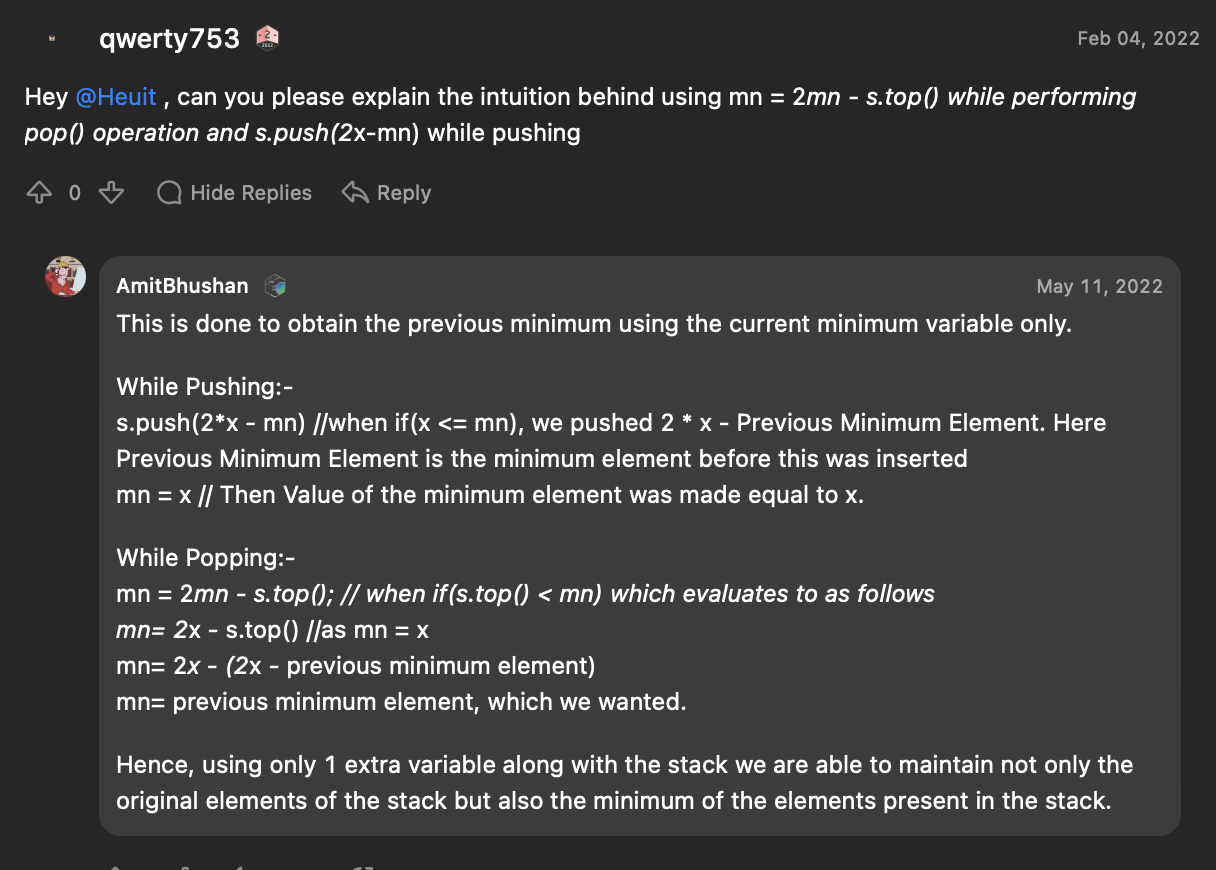 qwerty753
Feb 04, 2022
Hey @Heuit , can you please explain the intuition behind using mn = 2mn - s.top() while performing
pop() operation and s.push(2x-mn) while pushing
0 Hide Replies Reply
AmitBhushan
May 11, 2022
This is done to obtain the previous minimum using the current minimum variable only.
While Pushing:-
s.push(2*x - mn) //when if(x <= mn), we pushed 2 * x - Previous Minimum Element. Here
Previous Minimum Element is the minimum element before this was inserted
mn = x // Then Value of the minimum element was made equal to x.
While Popping:-
mn = 2mn - s.top(); // when if(s.top() < mn) which evaluates to as follows
mn= 2x - s.top() //as mn = x
mn= 2x - (2x - previous minimum element)
mn= previous minimum element, which we wanted.
Hence, using only 1 extra variable along with the stack we are able to maintain not only the
original elements of the stack but also the minimum of the elements present in the stack.